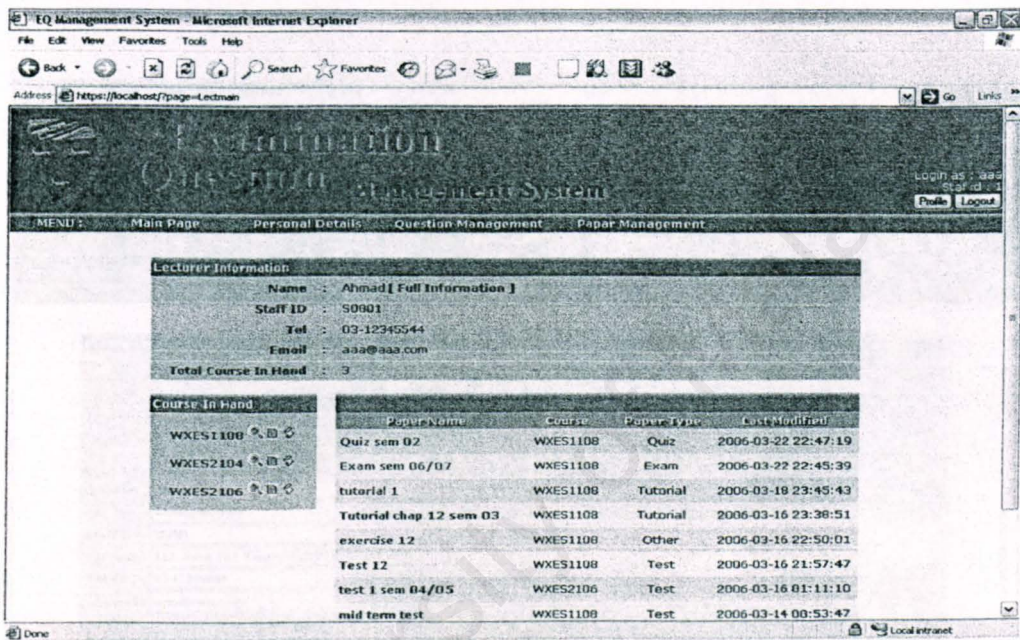 EQ Management System - Microsoft Internet Explorer
File Edit View Favorites Tools Help
Back Search Favorites
Address https://localhost/?page=Lectmain Go Links
Examination
Question Management System
Login as : aaa
Staf id : 1
Profile Logout
MENU : Main Page Personal Details Question Management Papar Management
Lecturer Information
Name : Ahmad [ Full Information ]
Staff ID : S0001
Tel : 03-12345544
Email : aaa@aaa.com
Total Course In Hand : 3
Course In Hand
WXES1108
WXES2104
WXES2106
Paper Name Course Paper Type Last Modified
Quiz sem 02 WXES1108 Quiz 2006-03-22 22:47:19
Exam sem 06/07 WXES1108 Exam 2006-03-22 22:45:39
tutorial 1 WXES1108 Tutorial 2006-03-18 23:45:43
Tutorial chap 12 sem 03 WXES1108 Tutorial 2006-03-16 23:38:51
exercise 12 WXES1108 Other 2006-03-16 22:50:01
Test 12 WXES1108 Test 2006-03-16 21:57:47
test 1 sem 04/05 WXES2106 Test 2006-03-16 01:11:10
mid term test WXES1108 Test 2006-03-14 00:53:47
Done Local intranet